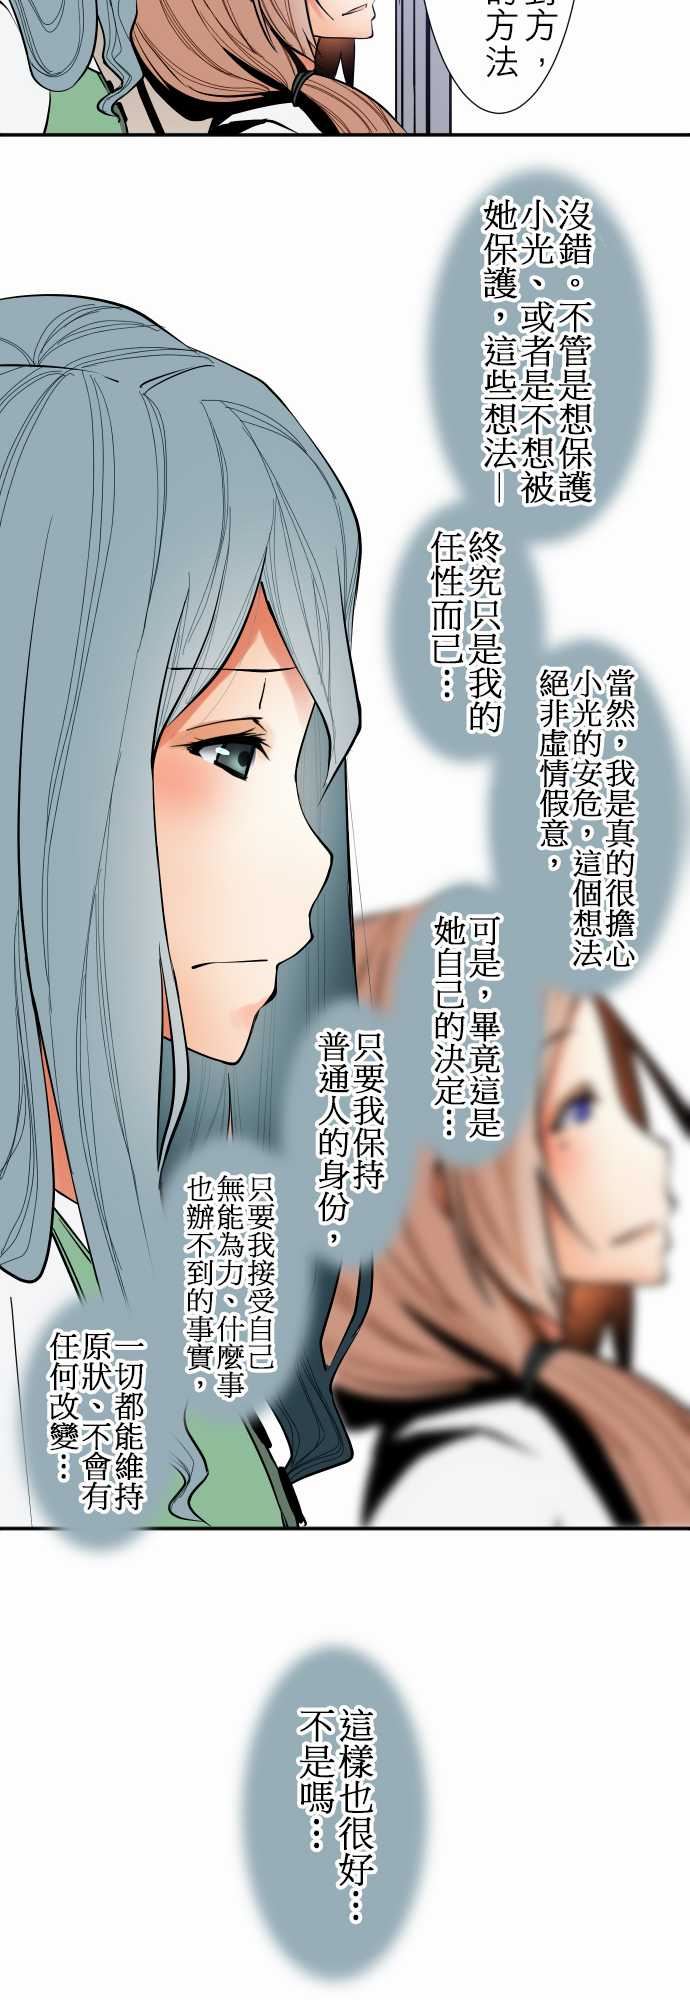 對方，
的方法
沒錯。不管是想保護
小光、或者是不想被
她保護，這些想法—
終究只是我的
任性而已…
當然，我是真的很擔心
小光的安危，這個想法
絕非虛情假意，
可是，畢竟這是
她自己的決定…
只要我保持
普通人的身份，
只要我接受自己
無能為力、什麼事
也辦不到的事實，
一切都能維持
原狀、不會有
任何改變…
這樣也很好…
不是嗎…